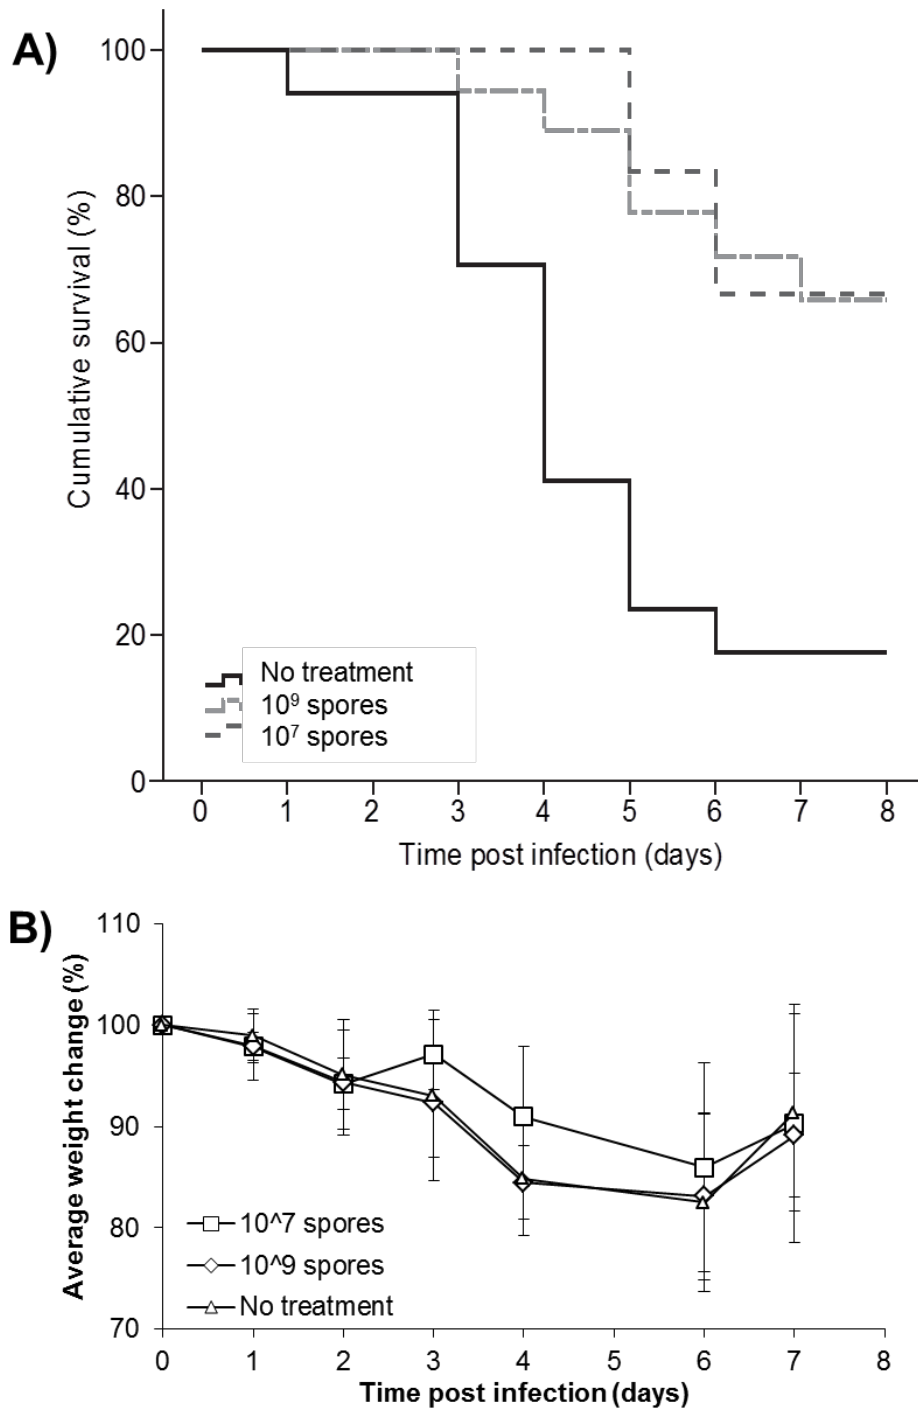 A)
Cumulative survival (%)
100
80
60
40
20
0
No treatment
10⁹ spores
10⁷ spores
0 1 2 3 4 5 6 7 8
Time post infection (days)
B)
Average weight change (%)
110
100
90
80
70
10^7 spores
10^9 spores
No treatment
0 1 2 3 4 5 6 7 8
Time post infection (days)